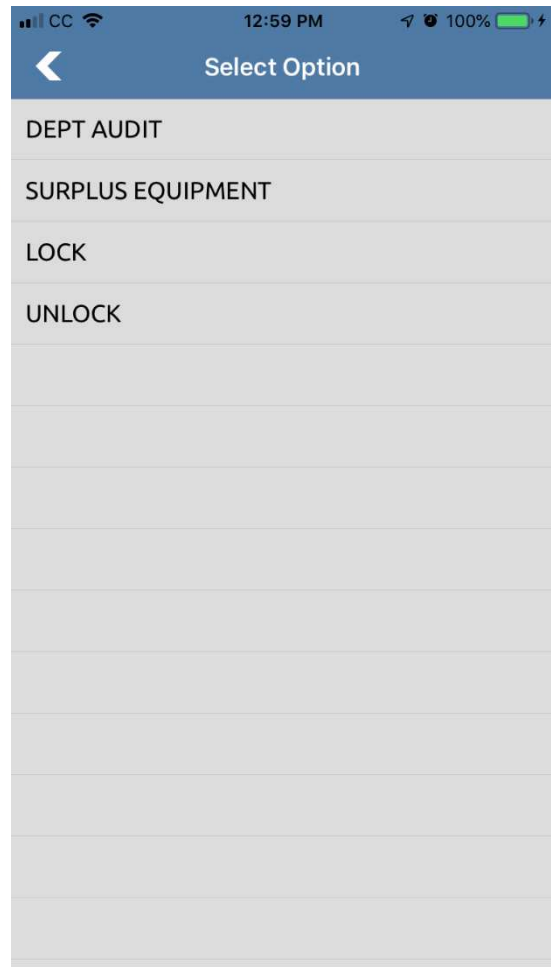 CC 12:59 PM 100%
Select Option
DEPT AUDIT
SURPLUS EQUIPMENT
LOCK
UNLOCK